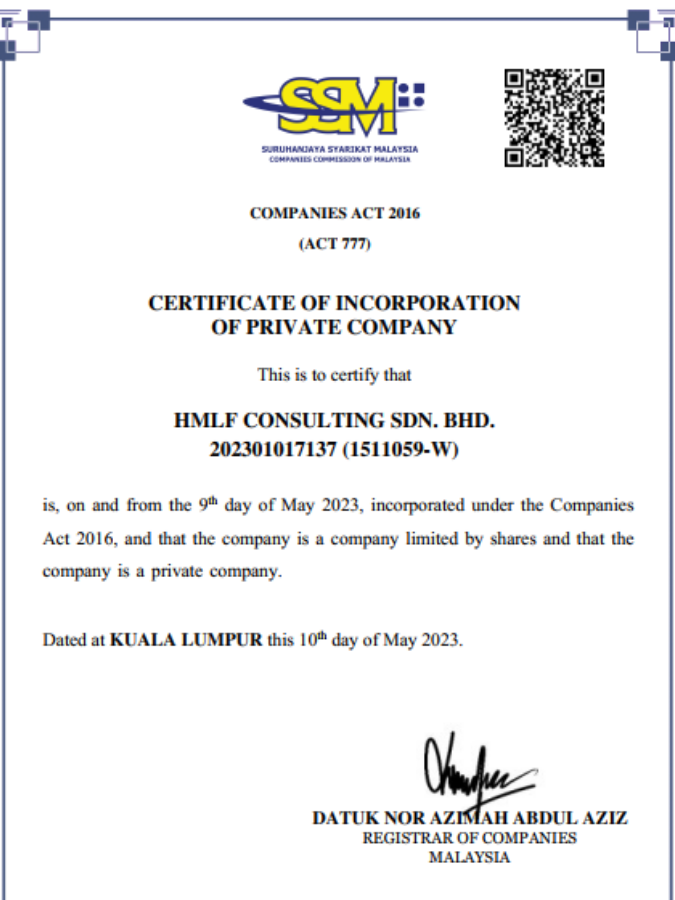 SSM
SURUHANJAYA SYARIKAT MALAYSIA
COMPANIES COMMISSION OF MALAYSIA
COMPANIES ACT 2016
(ACT 777)
CERTIFICATE OF INCORPORATION
OF PRIVATE COMPANY
This is to certify that
HMLF CONSULTING SDN. BHD.
202301017137 (1511059-W)
is, on and from the 9th day of May 2023, incorporated under the Companies
Act 2016, and that the company is a company limited by shares and that the
company is a private company.
Dated at KUALA LUMPUR this 10th day of May 2023.
DATUK NOR AZIMAH ABDUL AZIZ
REGISTRAR OF COMPANIES
MALAYSIA